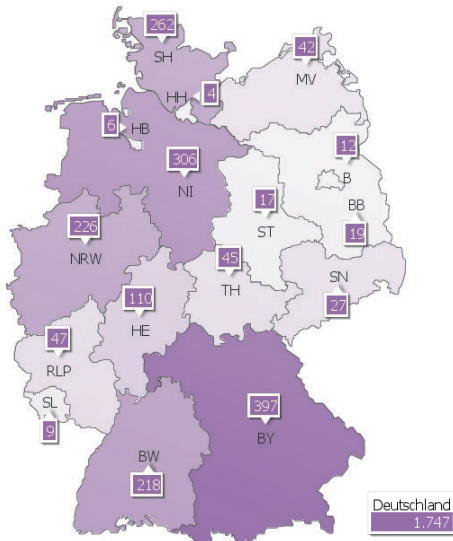 262
SH
42
MV
HH 4
6 HB
306
NI
12
B
BB
19
17
ST
226
NRW
45
TH
SN
27
110
HE
47
RLP
SL
9
397
BY
BW
218
Deutschland
1.747